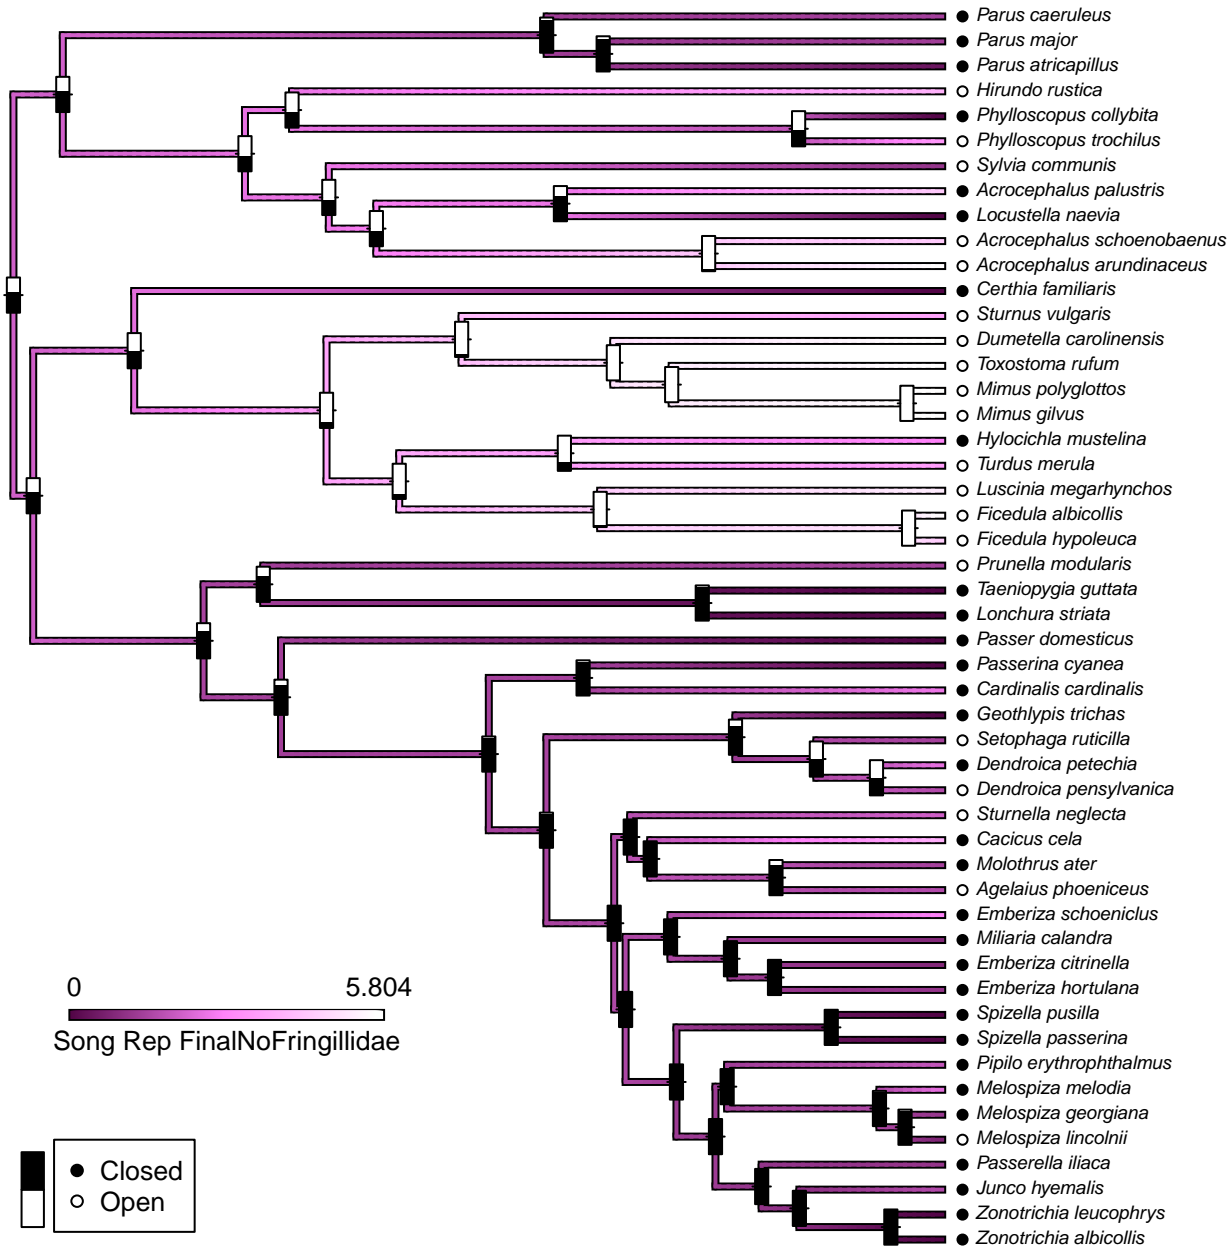 Parus caeruleus
Parus major
Parus atricapillus
Hirundo rustica
Phylloscopus collybita
Phylloscopus trochilus
Sylvia communis
Acrocephalus palustris
Locustella naevia
Acrocephalus schoenobaenus
Acrocephalus arundinaceus
Certhia familiaris
Sturnus vulgaris
Dumetella carolinensis
Toxostoma rufum
Mimus polyglottos
Mimus gilvus
Hylocichla mustelina
Turdus merula
Luscinia megarhynchos
Ficedula albicollis
Ficedula hypoleuca
Prunella modularis
Taeniopygia guttata
Lonchura striata
Passer domesticus
Passerina cyanea
Cardinalis cardinalis
Geothlypis trichas
Setophaga ruticilla
Dendroica petechia
Dendroica pensylvanica
Sturnella neglecta
Cacicus cela
Molothrus ater
Agelaius phoeniceus
Emberiza schoeniclus
Miliaria calandra
Emberiza citrinella
Emberiza hortulana
Spizella pusilla
Spizella passerina
Pipilo erythrophthalmus
Melospiza melodia
Melospiza georgiana
Melospiza lincolnii
Passerella iliaca
Junco hyemalis
Zonotrichia leucophrys
Zonotrichia albicollis
0 5.804
Song Rep FinalNoFringillidae
Closed
Open